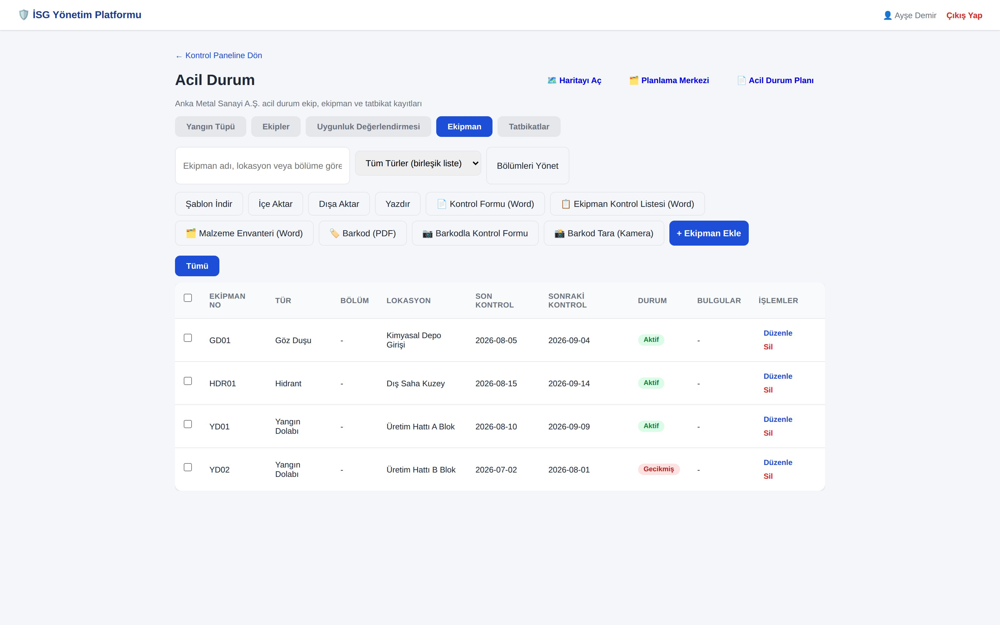 İSG Yönetim Platformu
Ayşe Demir Çıkış Yap
← Kontrol Paneline Dön
Acil Durum
Haritayı Aç Planlama Merkezi Acil Durum Planı
Anka Metal Sanayi A.Ş. acil durum ekip, ekipman ve tatbikat kayıtları
Yangın Tüpü Ekipler Uygunluk Değerlendirmesi Ekipman Tatbikatlar
Ekipman adı, lokasyon veya bölüme göre Tüm Türler (birleşik liste) Bölümleri Yönet
Şablon İndir İçe Aktar Dışa Aktar Yazdır Kontrol Formu (Word) Ekipman Kontrol Listesi (Word)
Malzeme Envanteri (Word) Barkod (PDF) Barkodla Kontrol Formu Barkod Tara (Kamera) + Ekipman Ekle
Tümü
EKİPMAN NO TÜR BÖLÜM LOKASYON SON KONTROL SONRAKİ KONTROL DURUM BULGULAR İŞLEMLER
GD01 Göz Duşu - Kimyasal Depo Girişi 2026-08-05 2026-09-04 Aktif - Düzenle Sil
HDR01 Hidrant - Dış Saha Kuzey 2026-08-15 2026-09-14 Aktif - Düzenle Sil
YD01 Yangın Dolabı - Üretim Hattı A Blok 2026-08-10 2026-09-09 Aktif - Düzenle Sil
YD02 Yangın Dolabı - Üretim Hattı B Blok 2026-07-02 2026-08-01 Gecikmiş - Düzenle Sil